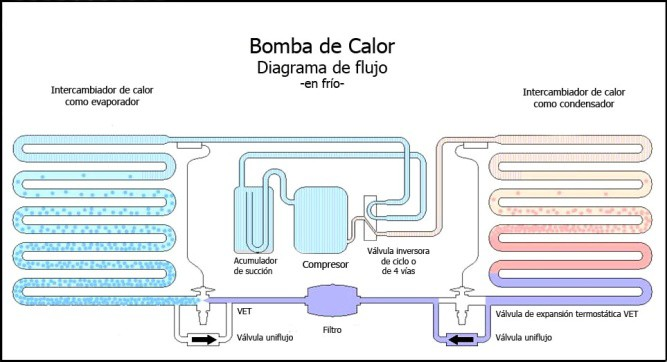 Bomba de Calor
Diagrama de flujo
-en frío-
Intercambiador de calor
como evaporador
Intercambiador de calor
como condensador
Acumulador
de succión
Compresor
Válvula inversora
de ciclo o
de 4 vías
VET
Filtro
Válvula de expansión termostática VET
Válvula uniflujo
Válvula uniflujo